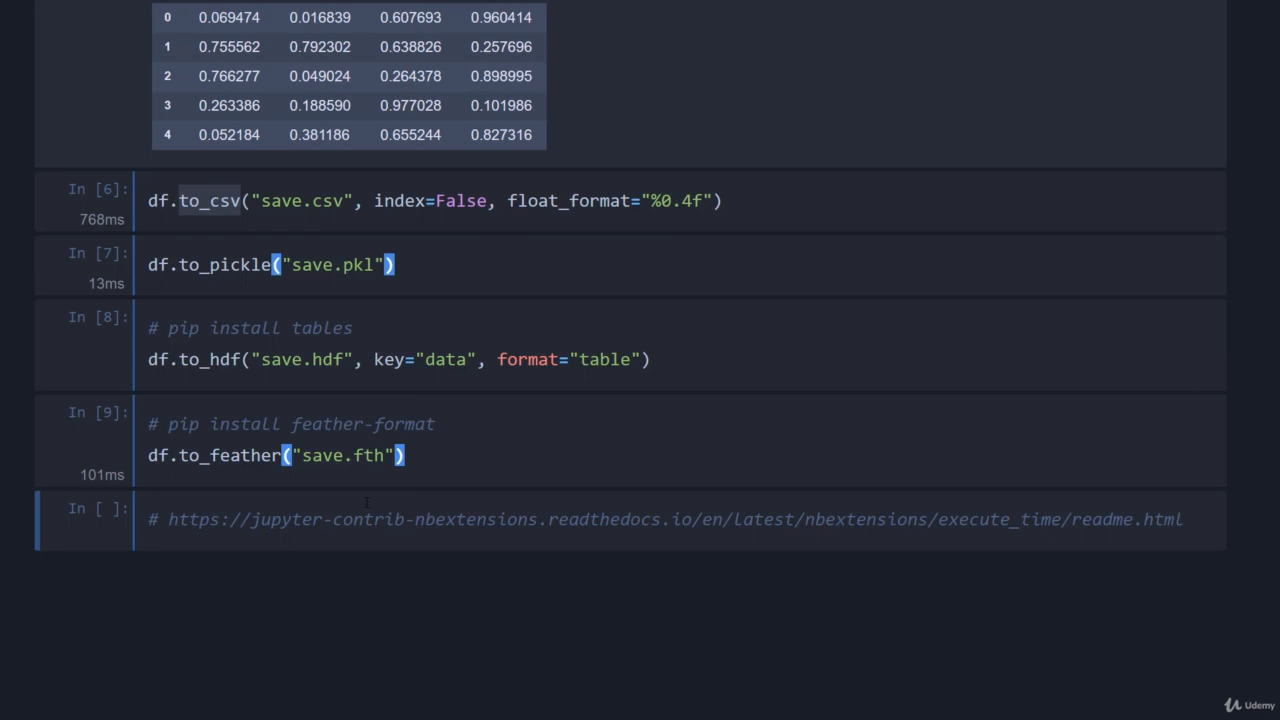 0 0.069474 0.016839 0.607693 0.960414
1 0.755562 0.792302 0.638826 0.257696
2 0.766277 0.049024 0.264378 0.898995
3 0.263386 0.188590 0.977028 0.101986
4 0.052184 0.381186 0.655244 0.827316
In [6]:
df.to_csv("save.csv", index=False, float_format="%0.4f")
768ms
In [7]:
df.to_pickle("save.pkl")
13ms
In [8]:
# pip install tables
df.to_hdf("save.hdf", key="data", format="table")
In [9]:
# pip install feather-format
df.to_feather("save.fth")
101ms
In [ ]:
# https://jupyter-contrib-nbextensions.readthedocs.io/en/latest/nbextensions/execute_time/readme.html
Udemy